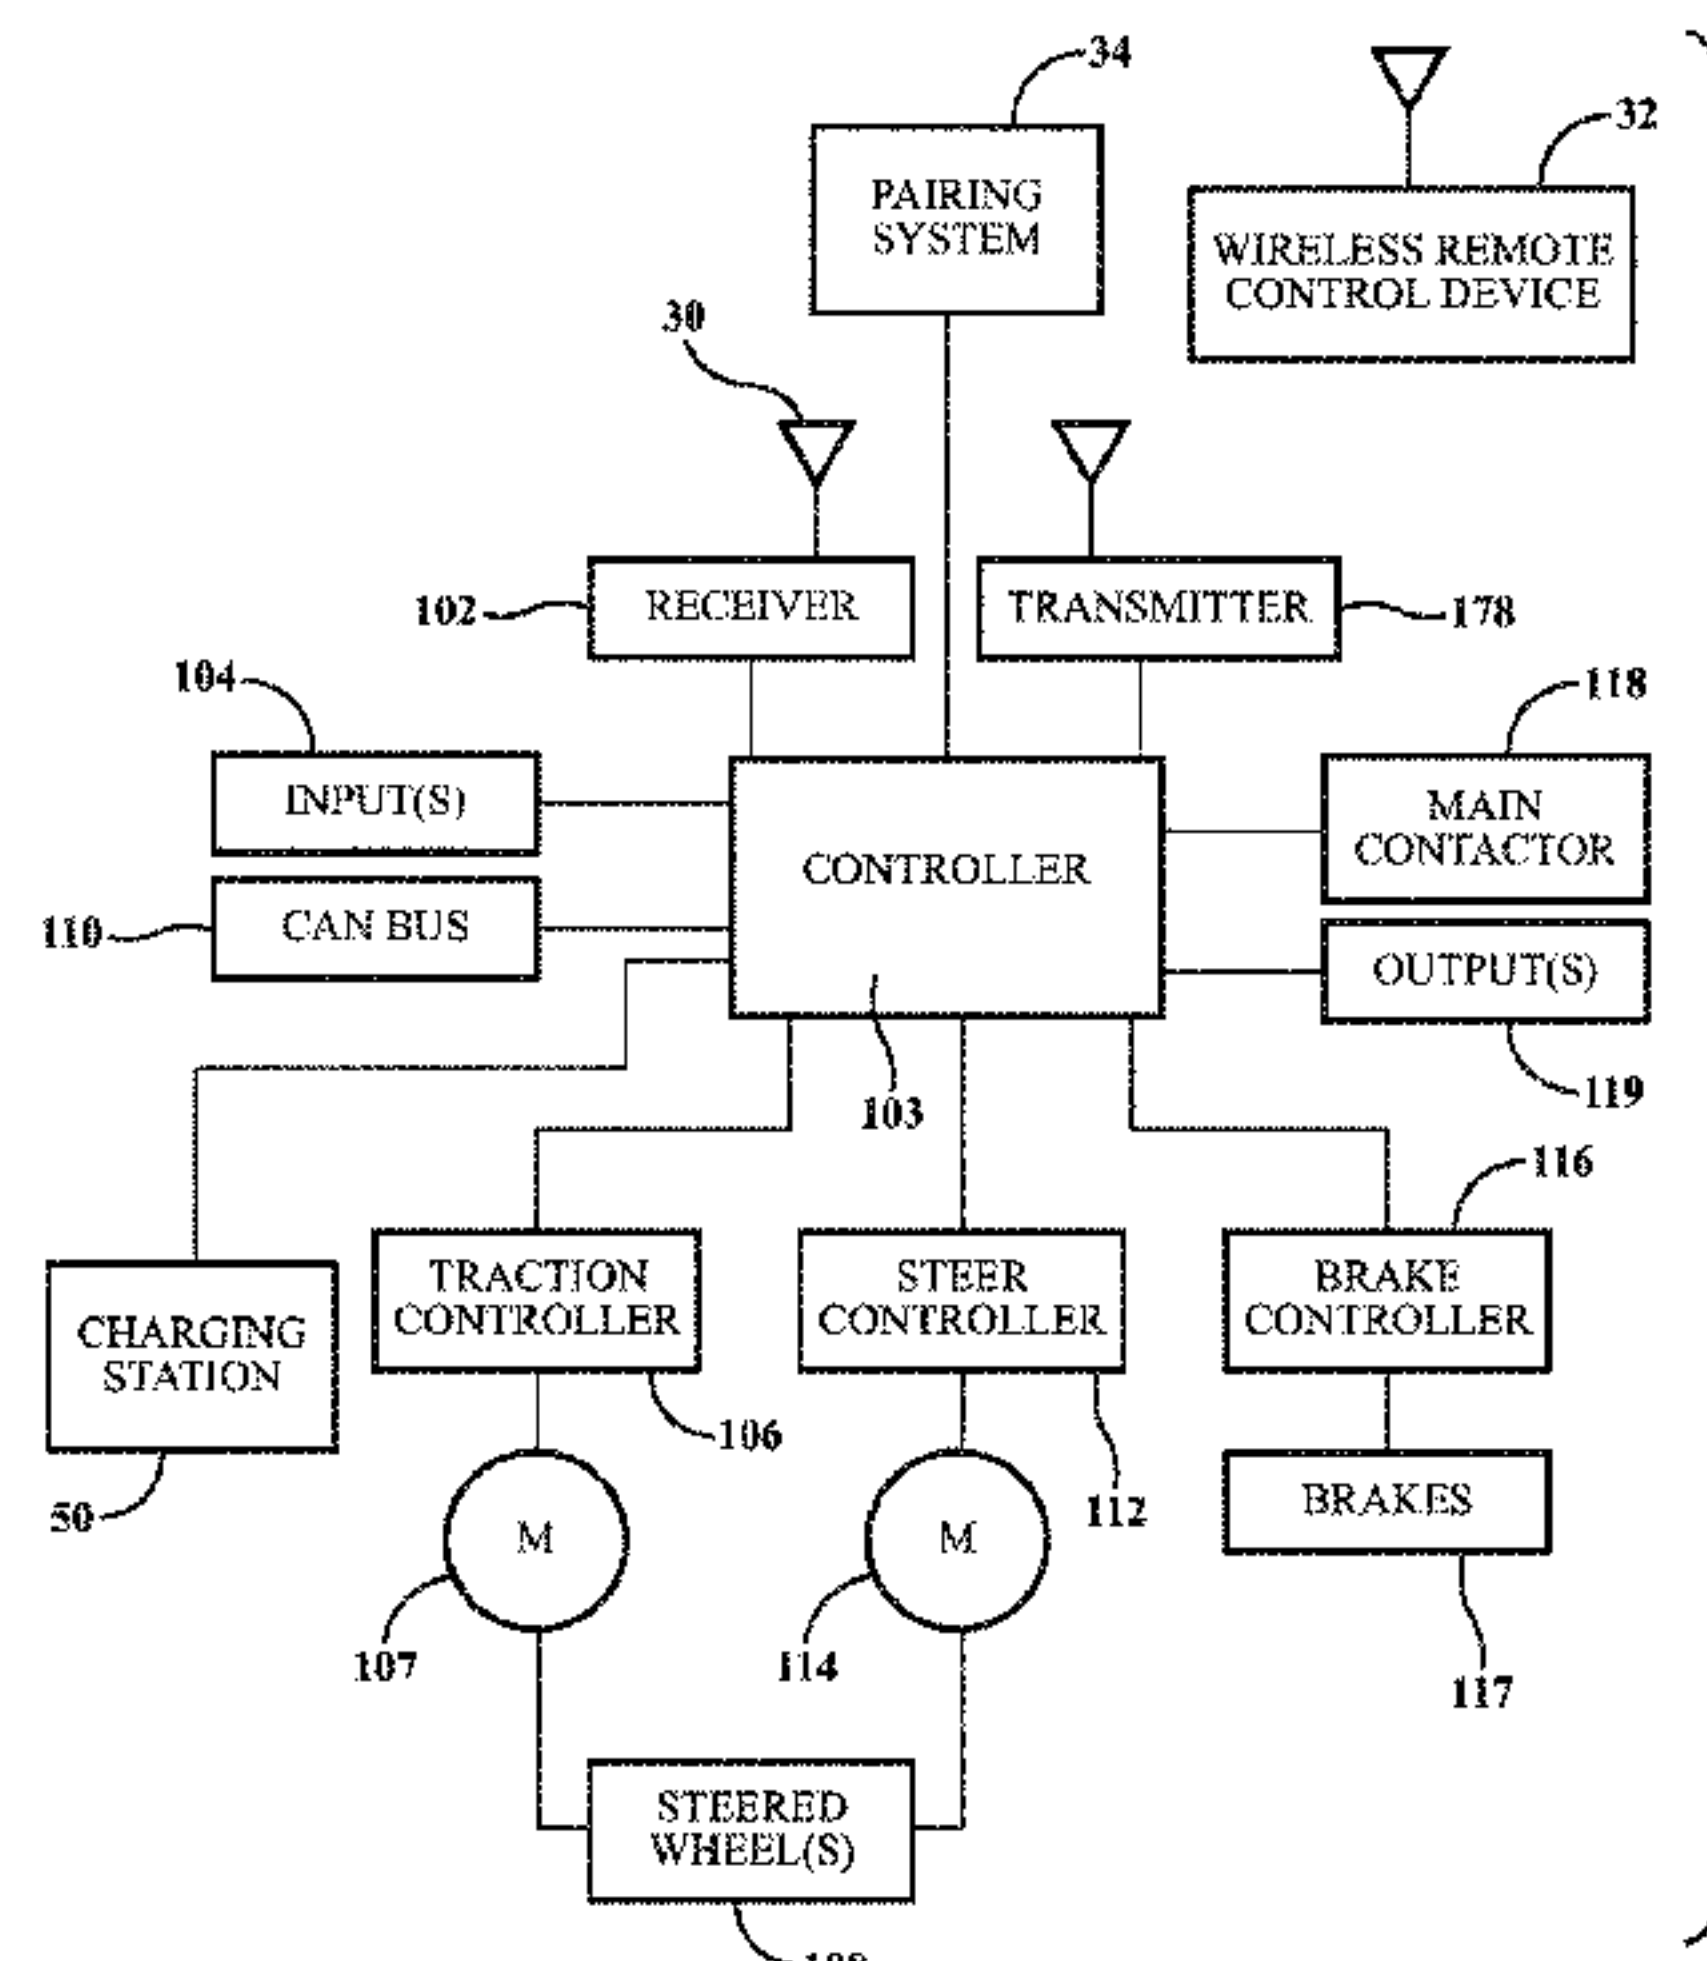 34
32
PAIRING
SYSTEM
WIRELESS REMOTE
CONTROL DEVICE
30
102
RECEIVER
TRANSMITTER
178
104
118
INPUT(S)
MAIN
CONTACTOR
CONTROLLER
110
CAN BUS
OUTPUT(S)
103
119
116
CHARGING
STATION
TRACTION
CONTROLLER
STEER
CONTROLLER
BRAKE
CONTROLLER
106
50
112
M
M
BRAKES
107
114
117
STEERED
WHEEL(S)